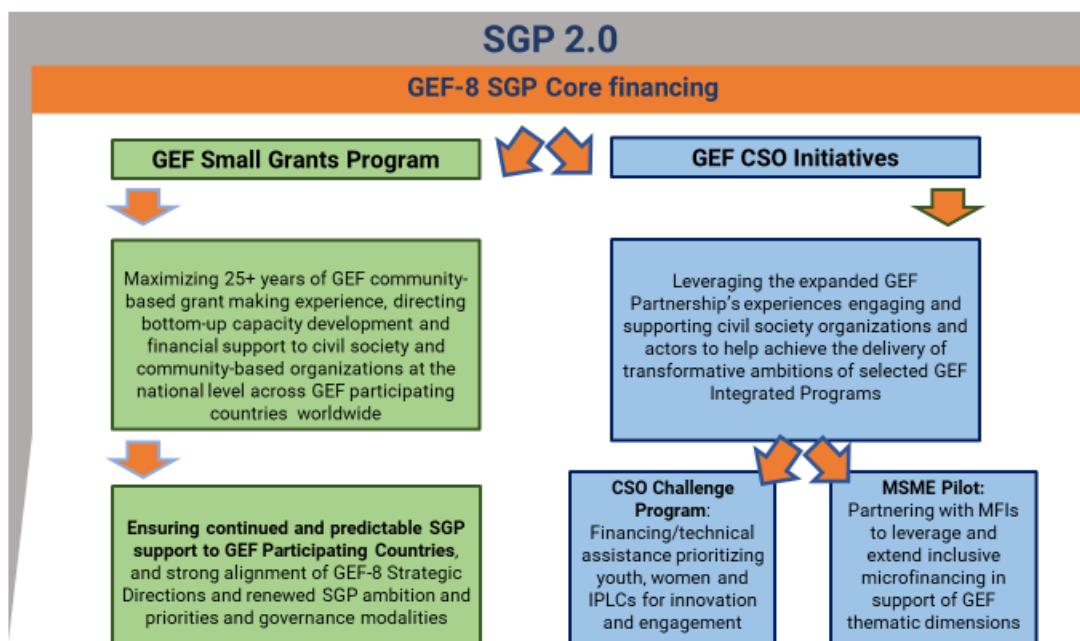 SGP 2.0
GEF-8 SGP Core financing
GEF Small Grants Program
GEF CSO Initiatives
Maximizing 25+ years of GEF community-
based grant making experience, directing
bottom-up capacity development and
financial support to civil society and
community-based organizations at the
national level across GEF participating
countries worldwide
Leveraging the expanded GEF
Partnership's experiences engaging and
supporting civil society organizations and
actors to help achieve the delivery of
transformative ambitions of selected GEF
Integrated Programs
Ensuring continued and predictable SGP
support to GEF Participating Countries,
and strong alignment of GEF-8 Strategic
Directions and renewed SGP ambition and
priorities and governance modalities
CSO Challenge
Program:
Financing/technical
assistance prioritizing
youth, women and
IPLCs for innovation
and engagement
MSME Pilot:
Partnering with MFIs
to leverage and
extend inclusive
microfinancing in
support of GEF
thematic dimensions